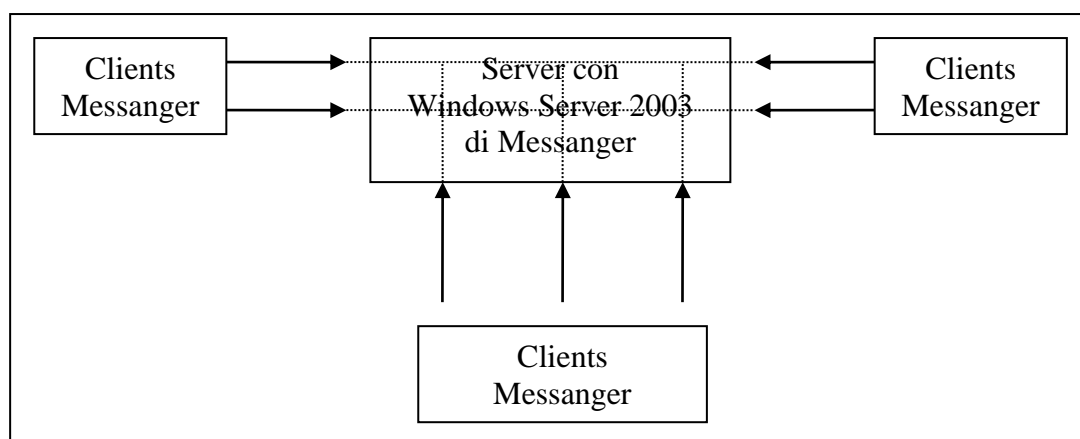 Clients
Messanger
Server con
Windows Server 2003
di Messanger
Clients
Messanger
Clients
Messanger